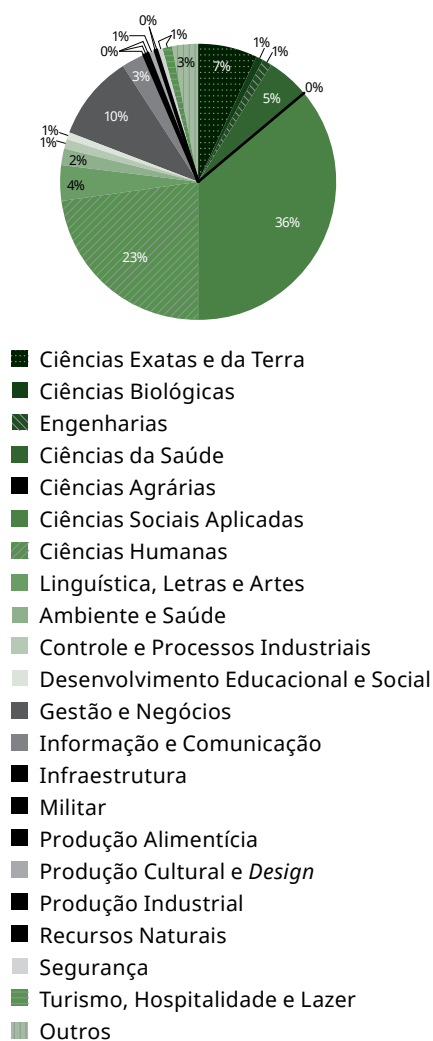 0%
1%
1%
0%
3%
3%
7%
1%
1%
5%
0%
10%
1%
1%
2%
4%
36%
23%
Ciências Exatas e da Terra
Ciências Biológicas
Engenharias
Ciências da Saúde
Ciências Agrárias
Ciências Sociais Aplicadas
Ciências Humanas
Linguística, Letras e Artes
Ambiente e Saúde
Controle e Processos Industriais
Desenvolvimento Educacional e Social
Gestão e Negócios
Informação e Comunicação
Infraestrutura
Militar
Produção Alimentícia
Produção Cultural e Design
Produção Industrial
Recursos Naturais
Segurança
Turismo, Hospitalidade e Lazer
Outros